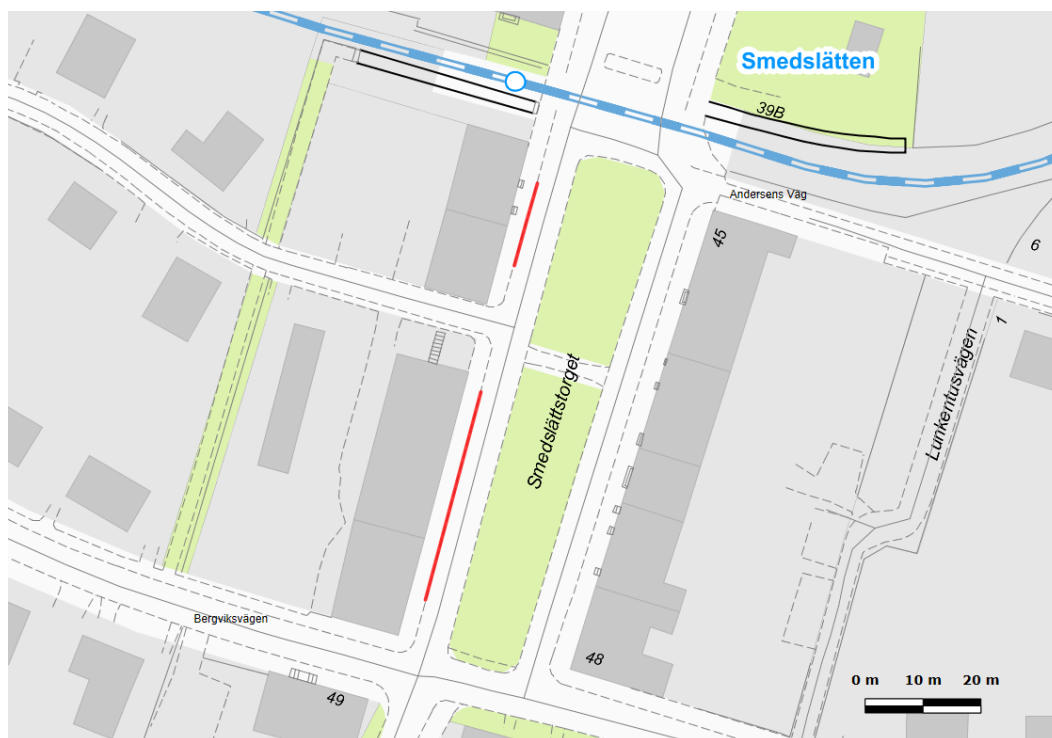 Smedslätten
39B
Andersens Väg
45
6
1
Lunkentusvägen
Smedslättstorget
Bergviksvägen
48
49
0 m 10 m 20 m